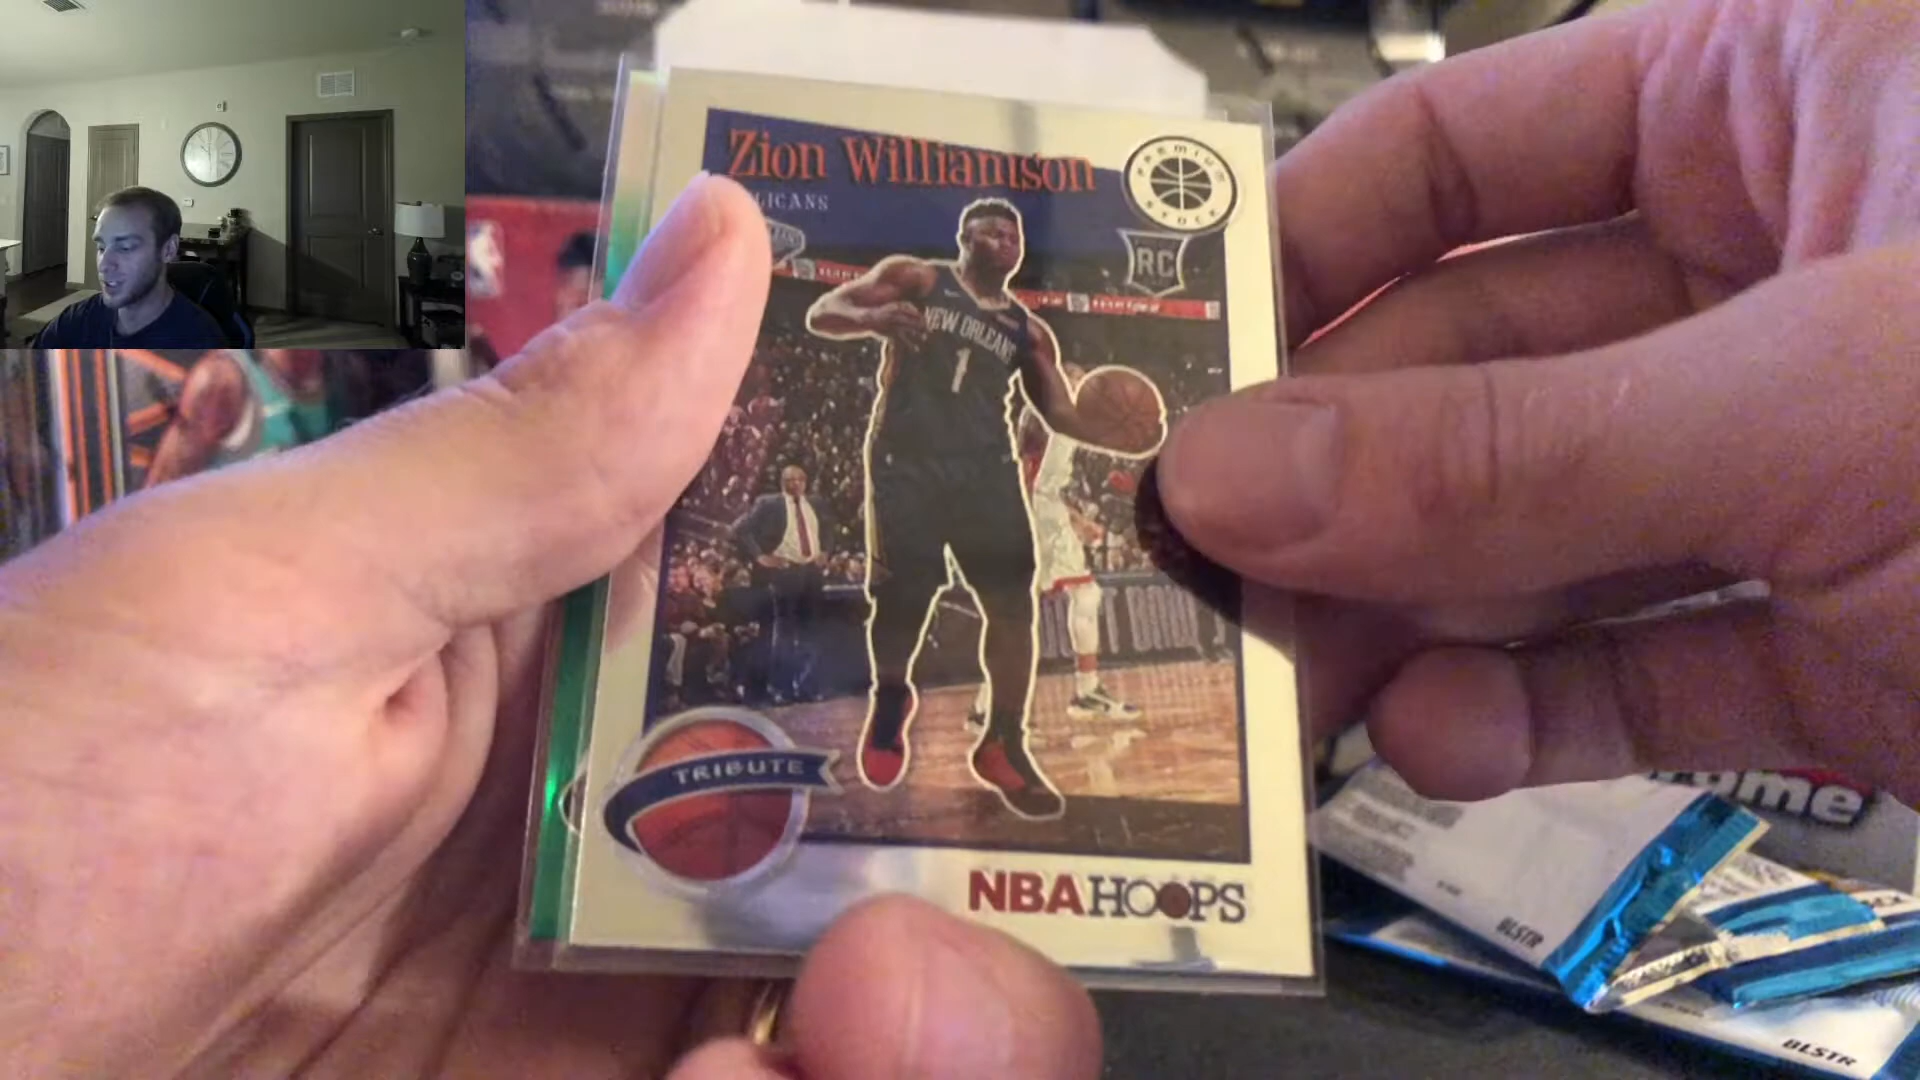 Zion Williamson
LICANS
PREMIUM
STOCK
RC
NEW ORLEANS
1
TRIBUTE
NBA HOOPS
BLSTR
BLSTR